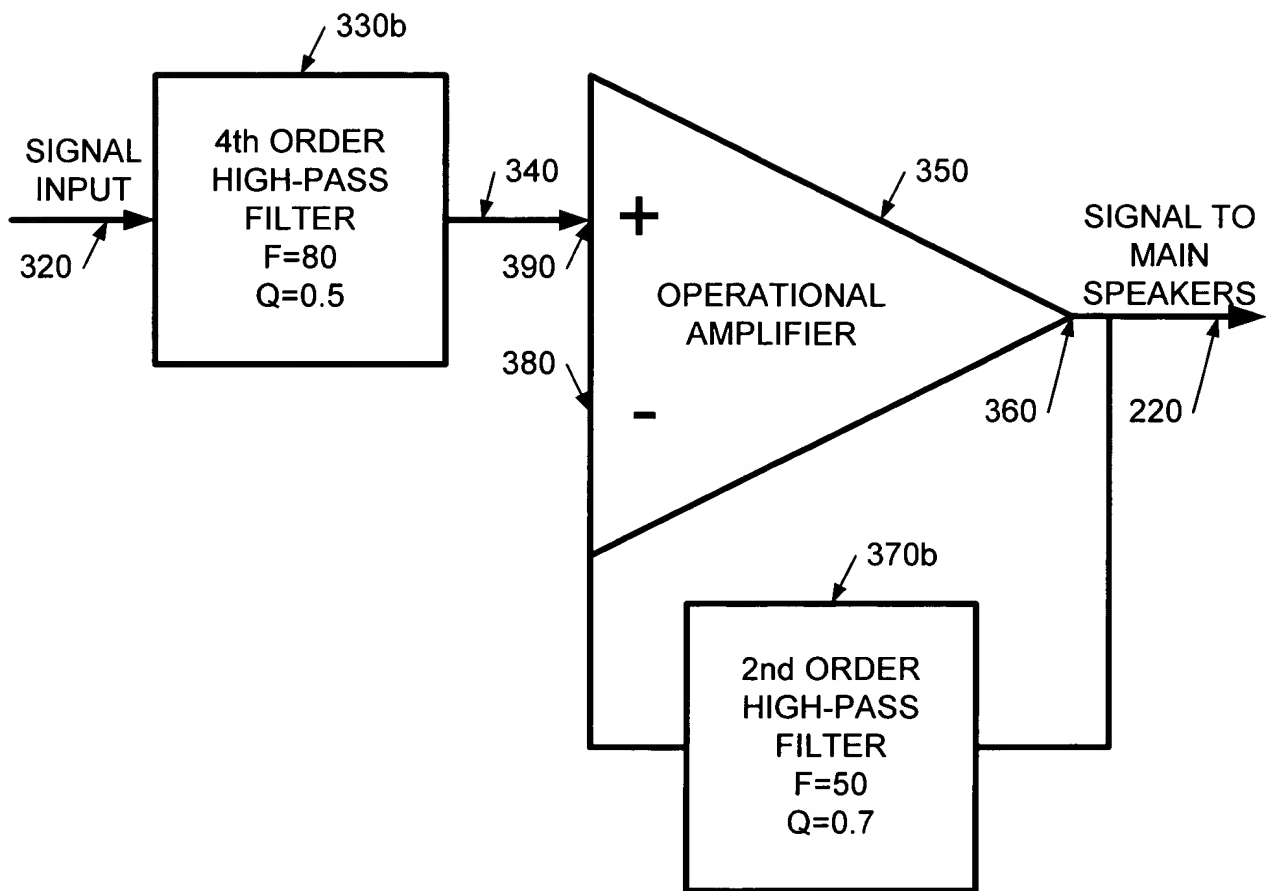 330b
4th ORDER
HIGH-PASS
FILTER
F=80
Q=0.5
SIGNAL
INPUT
320
340
390
380
+
-
OPERATIONAL
AMPLIFIER
350
SIGNAL TO
MAIN
SPEAKERS
360
220
370b
2nd ORDER
HIGH-PASS
FILTER
F=50
Q=0.7